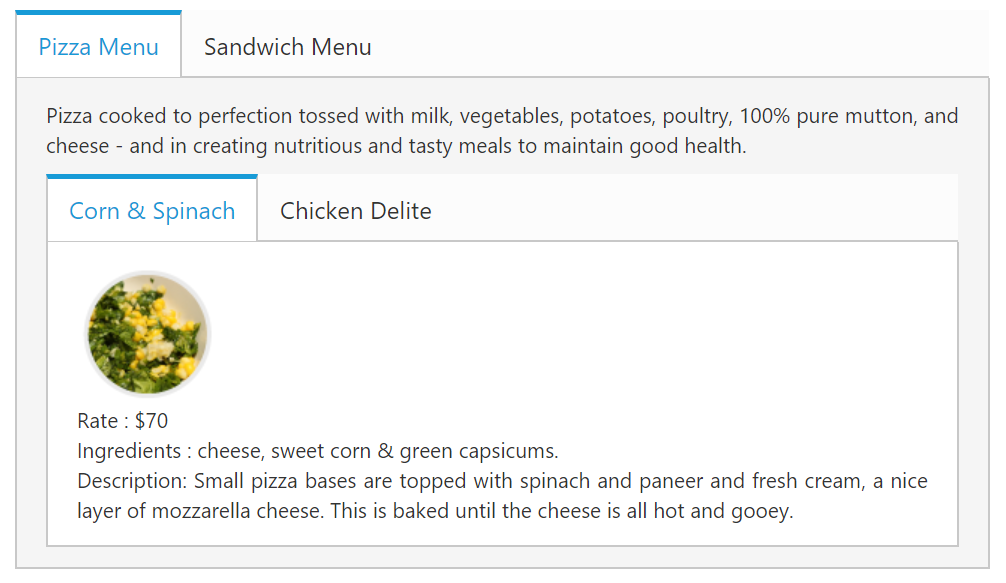 Pizza Menu Sandwich Menu
Pizza cooked to perfection tossed with milk, vegetables, potatoes, poultry, 100% pure mutton, and
cheese - and in creating nutritious and tasty meals to maintain good health.
Corn & Spinach Chicken Delite
Rate : $70
Ingredients : cheese, sweet corn & green capsicums.
Description: Small pizza bases are topped with spinach and paneer and fresh cream, a nice
layer of mozzarella cheese. This is baked until the cheese is all hot and gooey.